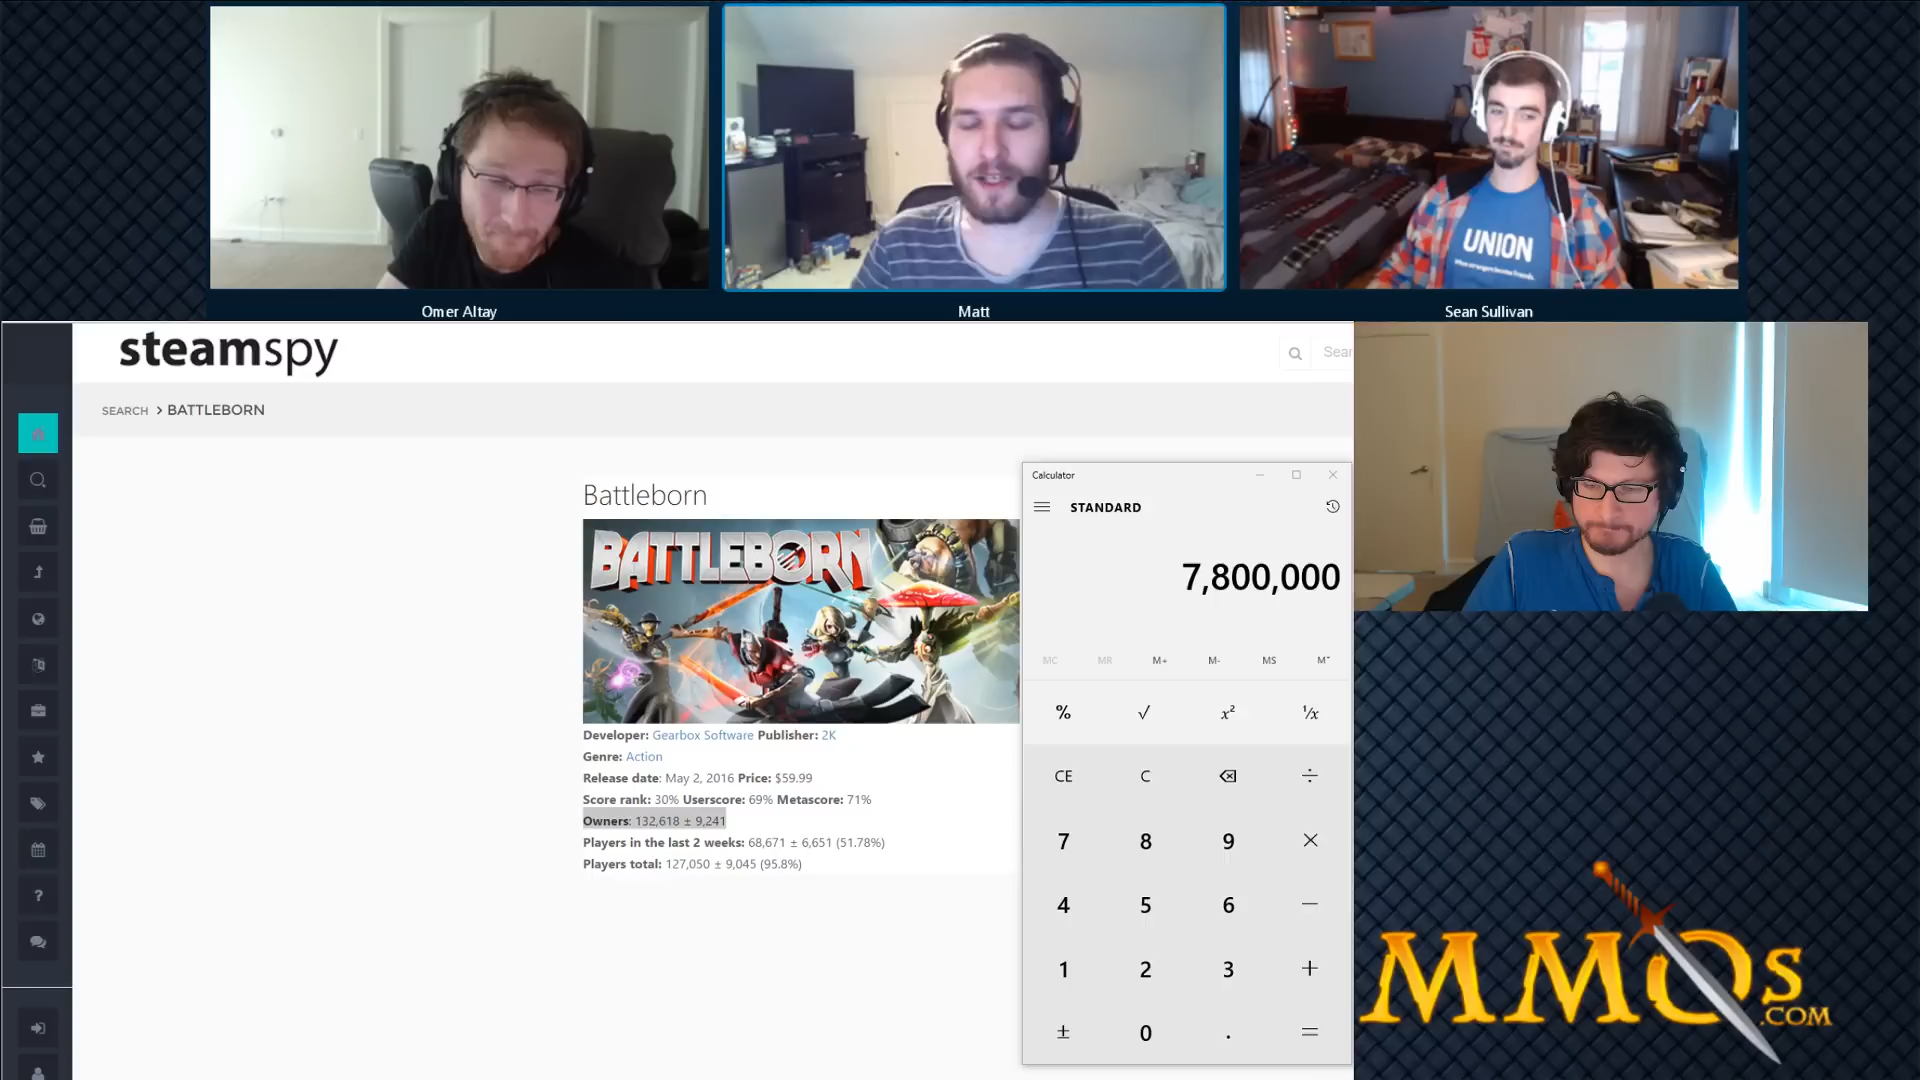 UNION
Omer Altay
Matt
Sean Sullivan
steamspy
Sear
SEARCH > BATTLEBORN
Battleborn
BATTLEBORN
Developer: Gearbox Software Publisher: 2K
Genre: Action
Release date: May 2, 2016 Price: $59.99
Score rank: 30% Userscore: 69% Metascore: 71%
Owners: 132,618 ± 9,241
Players in the last 2 weeks: 68,671 ± 6,651 (51.78%)
Players total: 127,050 ± 9,045 (95.8%)
Calculator
STANDARD
7,800,000
MC MR M+ M- MS M˅
% √ x² ¹/x
CE C ÷
7 8 9 ×
4 5 6 −
1 2 3 +
± 0 . =
?
MMOs
.COM